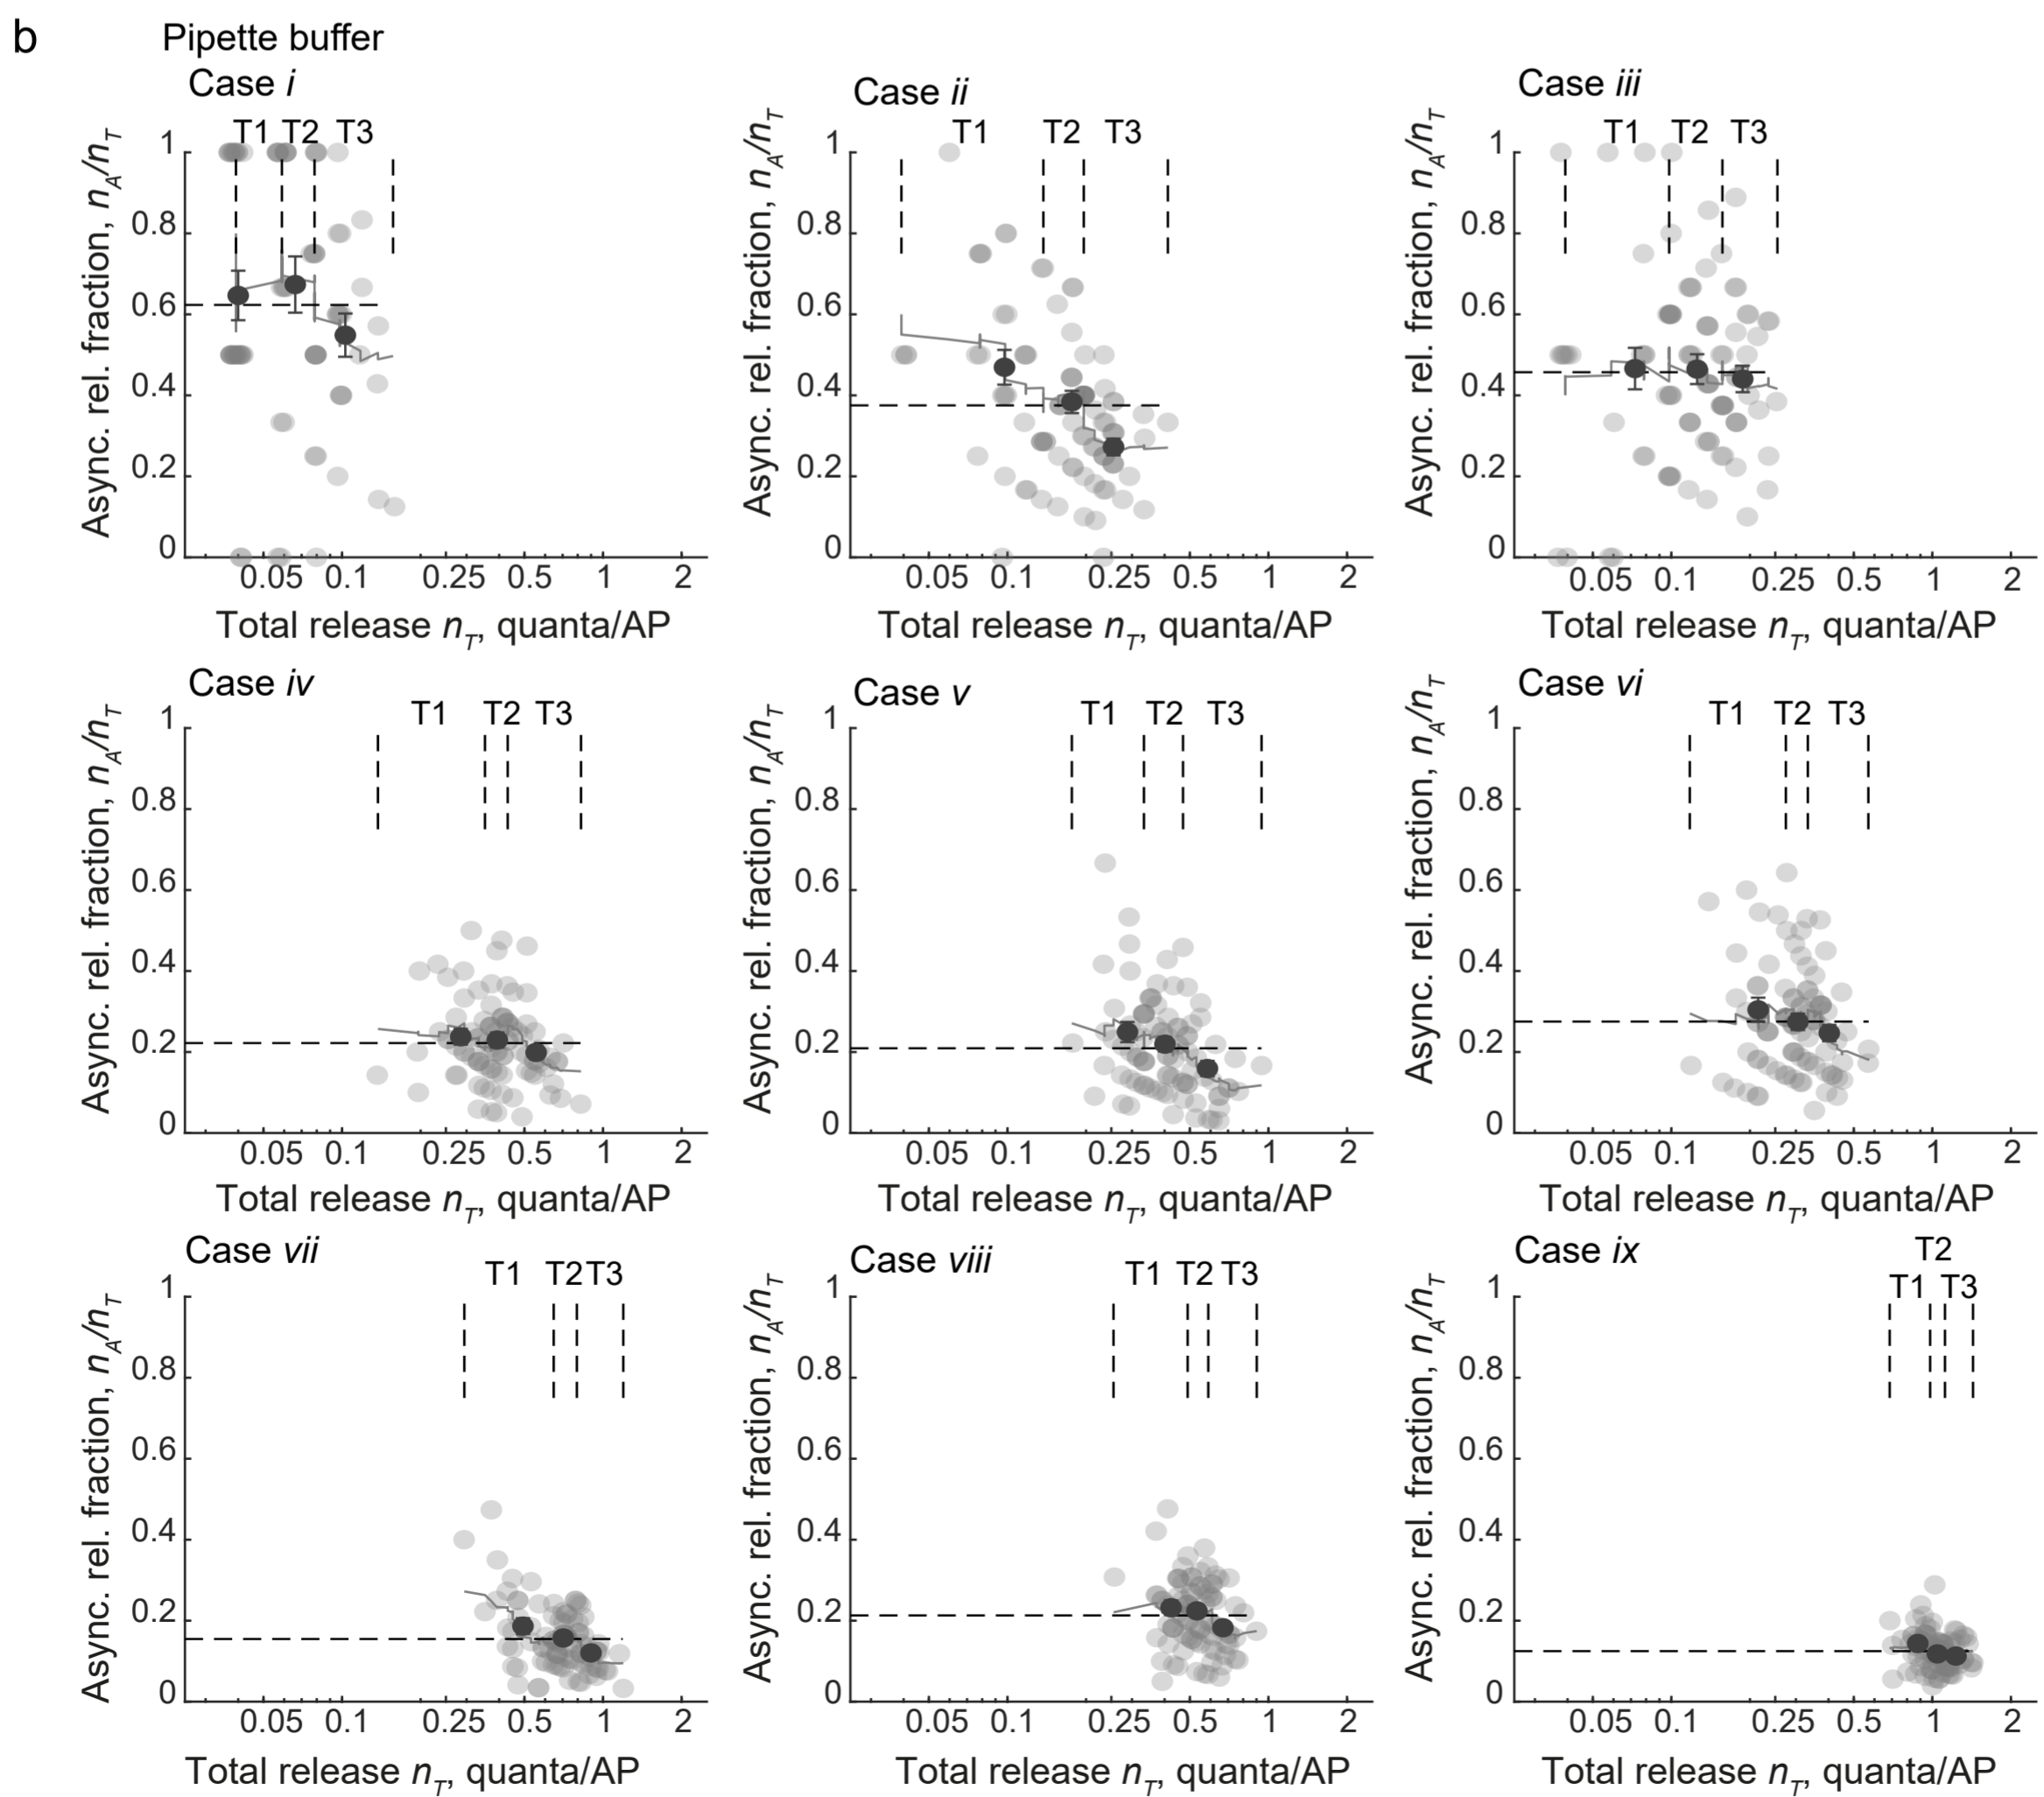 b
Pipette buffer
Case i
T1 T2 T3
Async. rel. fraction, nA/nT
1
0.8
0.6
0.4
0.2
0
0.05 0.1 0.25 0.5 1 2
Total release nT, quanta/AP
Case ii
T1 T2 T3
Async. rel. fraction, nA/nT
1
0.8
0.6
0.4
0.2
0
0.05 0.1 0.25 0.5 1 2
Total release nT, quanta/AP
Case iii
T1 T2 T3
Async. rel. fraction, nA/nT
1
0.8
0.6
0.4
0.2
0
0.05 0.1 0.25 0.5 1 2
Total release nT, quanta/AP
Case iv
T1 T2 T3
Async. rel. fraction, nA/nT
1
0.8
0.6
0.4
0.2
0
0.05 0.1 0.25 0.5 1 2
Total release nT, quanta/AP
Case v
T1 T2 T3
Async. rel. fraction, nA/nT
1
0.8
0.6
0.4
0.2
0
0.05 0.1 0.25 0.5 1 2
Total release nT, quanta/AP
Case vi
T1 T2 T3
Async. rel. fraction, nA/nT
1
0.8
0.6
0.4
0.2
0
0.05 0.1 0.25 0.5 1 2
Total release nT, quanta/AP
Case vii
T1 T2 T3
Async. rel. fraction, nA/nT
1
0.8
0.6
0.4
0.2
0
0.05 0.1 0.25 0.5 1 2
Total release nT, quanta/AP
Case viii
T1 T2 T3
Async. rel. fraction, nA/nT
1
0.8
0.6
0.4
0.2
0
0.05 0.1 0.25 0.5 1 2
Total release nT, quanta/AP
Case ix
T2
T1 T3
Async. rel. fraction, nA/nT
1
0.8
0.6
0.4
0.2
0
0.05 0.1 0.25 0.5 1 2
Total release nT, quanta/AP